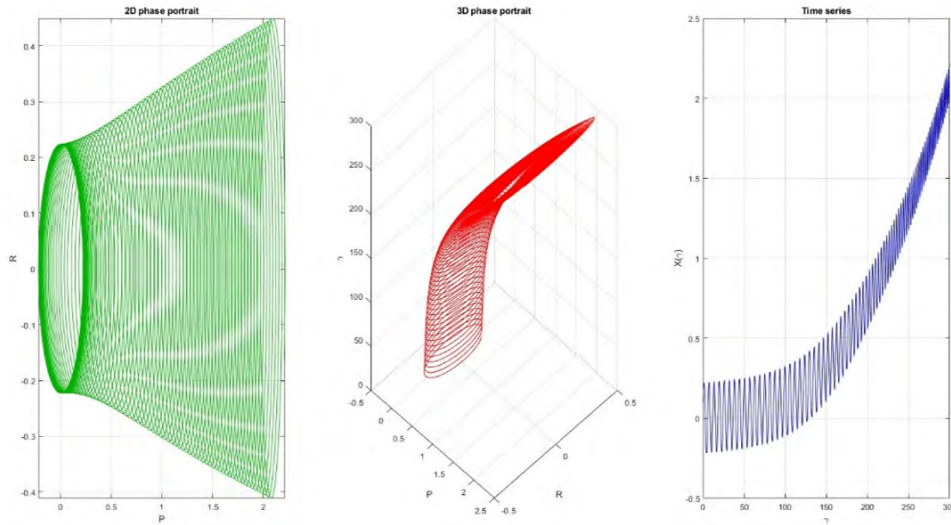 2D phase portrait
0.4
0.3
0.2
0.1
0
-0.1
-0.2
-0.3
-0.4
R
0 0.5 1 1.5 2
P
3D phase portrait
300
250
200
150
100
50
0
γ
-0.5 0 0.5 1 1.5 2 2.5
P
-0.5 0 0.5
R
Time series
2.5
2
1.5
1
0.5
0
-0.5
X(γ)
0 50 100 150 200 250 300
γ